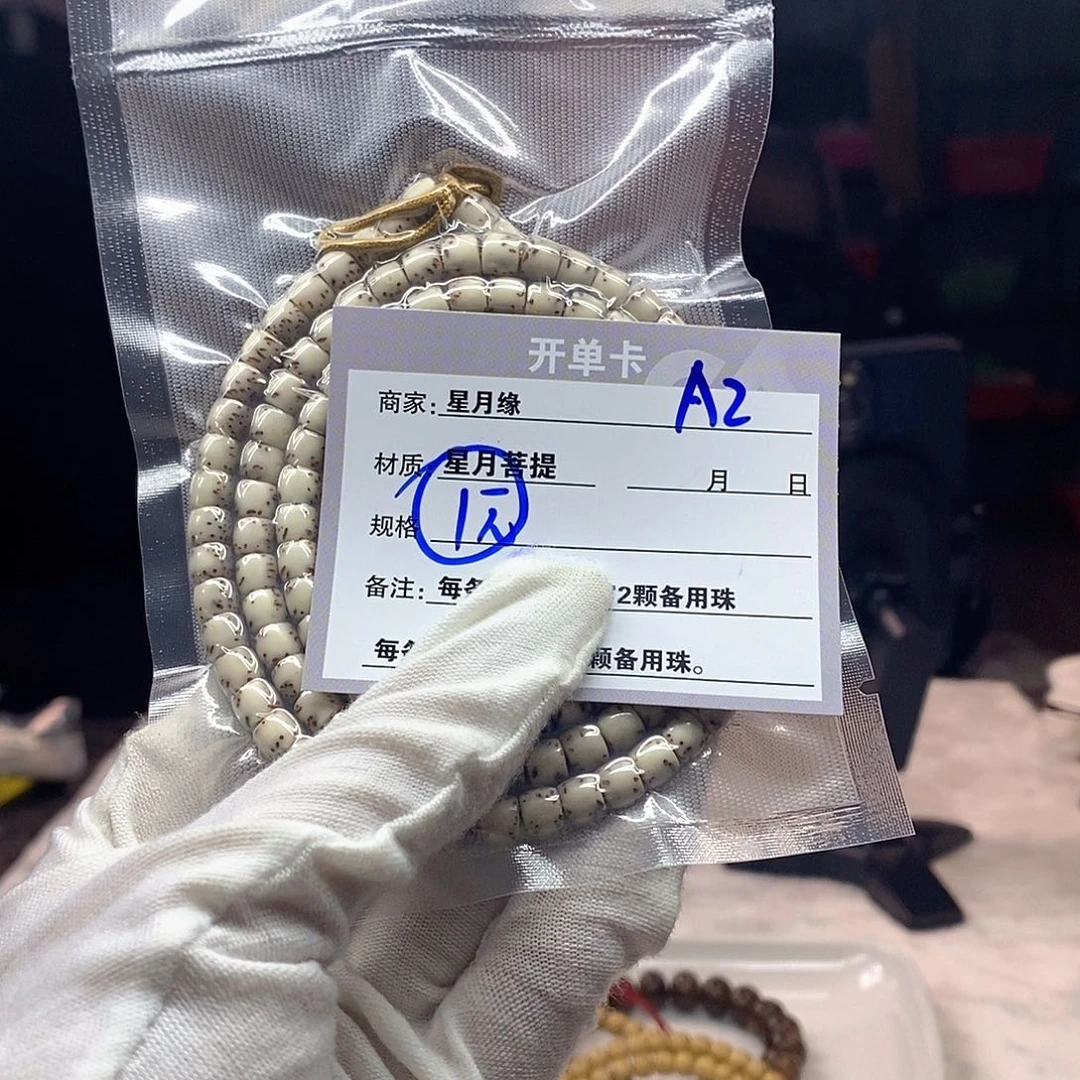 开单卡
商家: 星月缘 A2
材质 星月菩提 月 日
规格 1
备注: 每 2颗备用珠
每 颗备用珠。